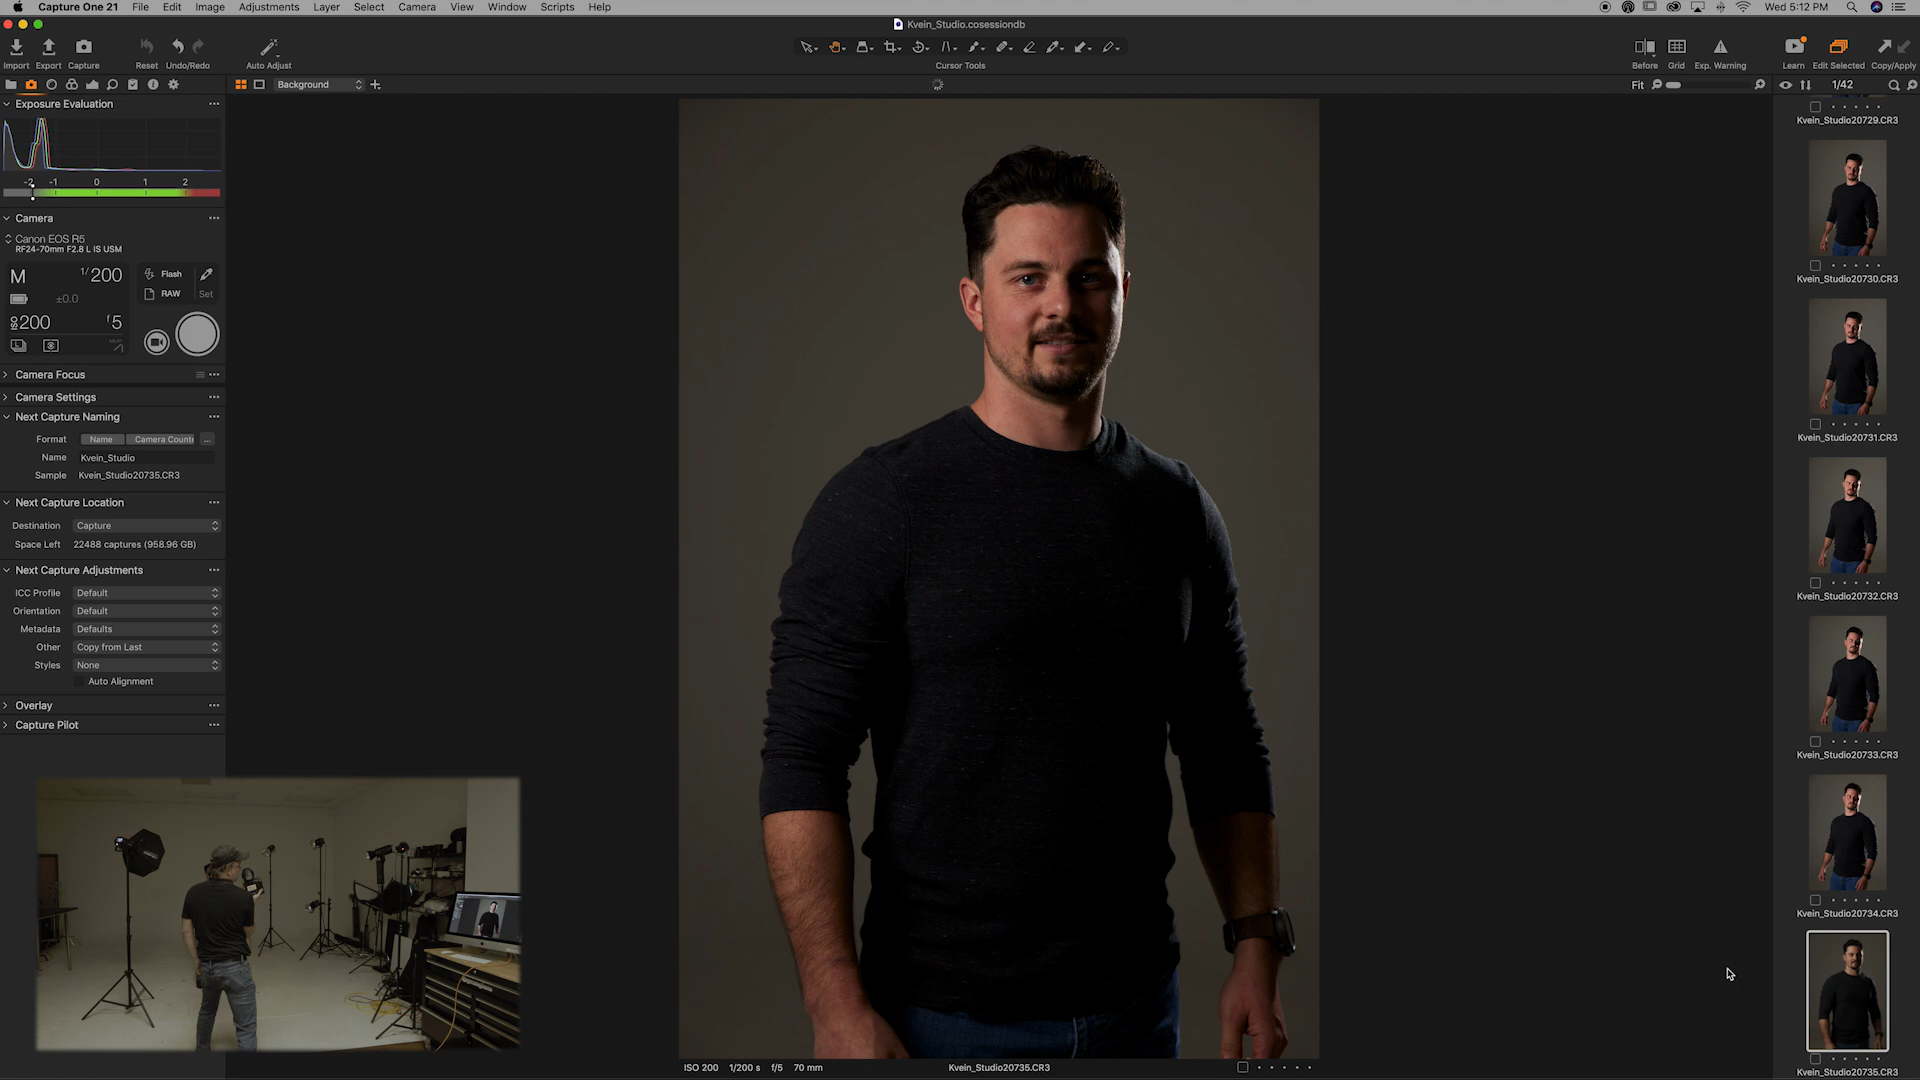 Capture One 21 File Edit Image Adjustments Layer Select Camera View Window Scripts Help Wed 5:12 PM
Kvein_Studio.cosessiondb
Import Export Capture Reset Undo/Redo Auto Adjust Cursor Tools Before Grid Exp. Warning Learn Edit Selected Copy/Apply
Background Fit 1/42
Exposure Evaluation
-2 -1 0 1 2
Camera
Canon EOS R5
RF24-70mm F2.8 L IS USM
M 1/200 Flash
±0.0 RAW Set
ISO 200 f5
Camera Focus
Camera Settings
Next Capture Naming
Format Name Camera Counte ...
Name Kvein_Studio
Sample Kvein_Studio20735.CR3
Next Capture Location
Destination Capture
Space Left 22488 captures (958.96 GB)
Next Capture Adjustments
ICC Profile Default
Orientation Default
Metadata Defaults
Other Copy from Last
Styles None
Auto Alignment
Overlay
Capture Pilot
ISO 200 1/200 s f/5 70 mm Kvein_Studio20735.CR3
Kvein_Studio20729.CR3
Kvein_Studio20730.CR3
Kvein_Studio20731.CR3
Kvein_Studio20732.CR3
Kvein_Studio20733.CR3
Kvein_Studio20734.CR3
Kvein_Studio20735.CR3